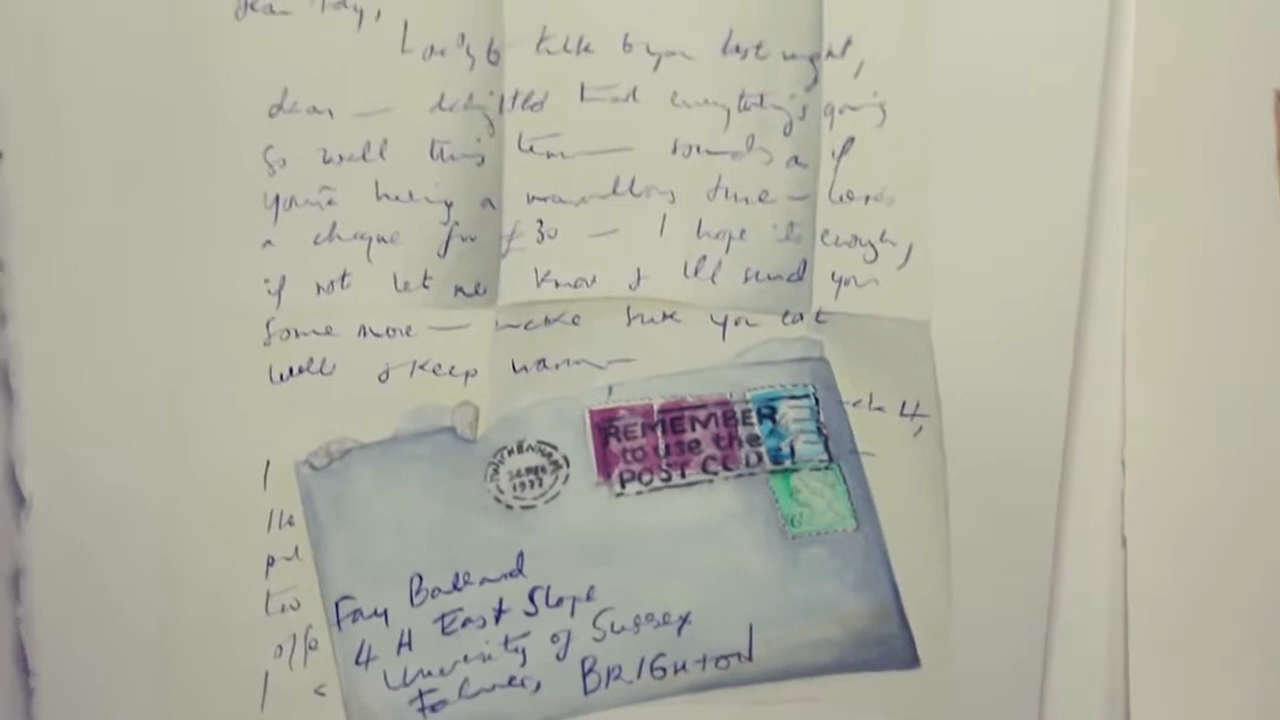 Dear Fay,
Lovely to talk to you last night,
dear — delighted that everything's going
so well this term — sounds as if
you're having a marvellous time — here's
a cheque for £30 — I hope it's enough,
if not let me know & I'll send you
some more — make sure you eat
well & keep warm —
REMEMBER
to use the
POST CODE!
1977
Fay Ballard
4 H East Slope
University of Sussex
Falmer, BRIGHTON